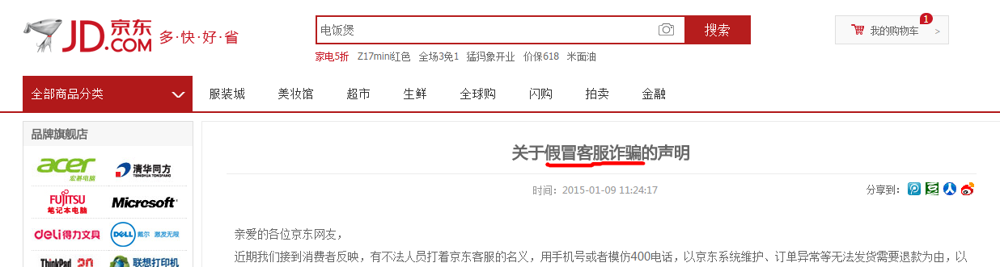 JD.COM 京东
多·快·好·省
电饭煲
搜索
1
我的购物车 >
家电5折 Z17mini红色 全场3免1 猛犸象开业 价保618 米面油
全部商品分类
服装城 美妆馆 超市 生鲜 全球购 闪购 拍卖 金融
品牌旗舰店
acer
宏碁电脑
清华同方
TSINGHUA TONGFANG
FUJITSU
笔记本电脑
Microsoft
deli得力文具
DELL 戴尔 激发无限
ThinkPad
联想打印机
关于假冒客服诈骗的声明
时间：2015-01-09 11:24:17
分享到：
亲爱的各位京东网友，
近期我们接到消费者反映，有不法人员打着京东客服的名义，用手机号或者模仿400电话，以京东系统维护、订单异常等无法发货需要退款为由，以